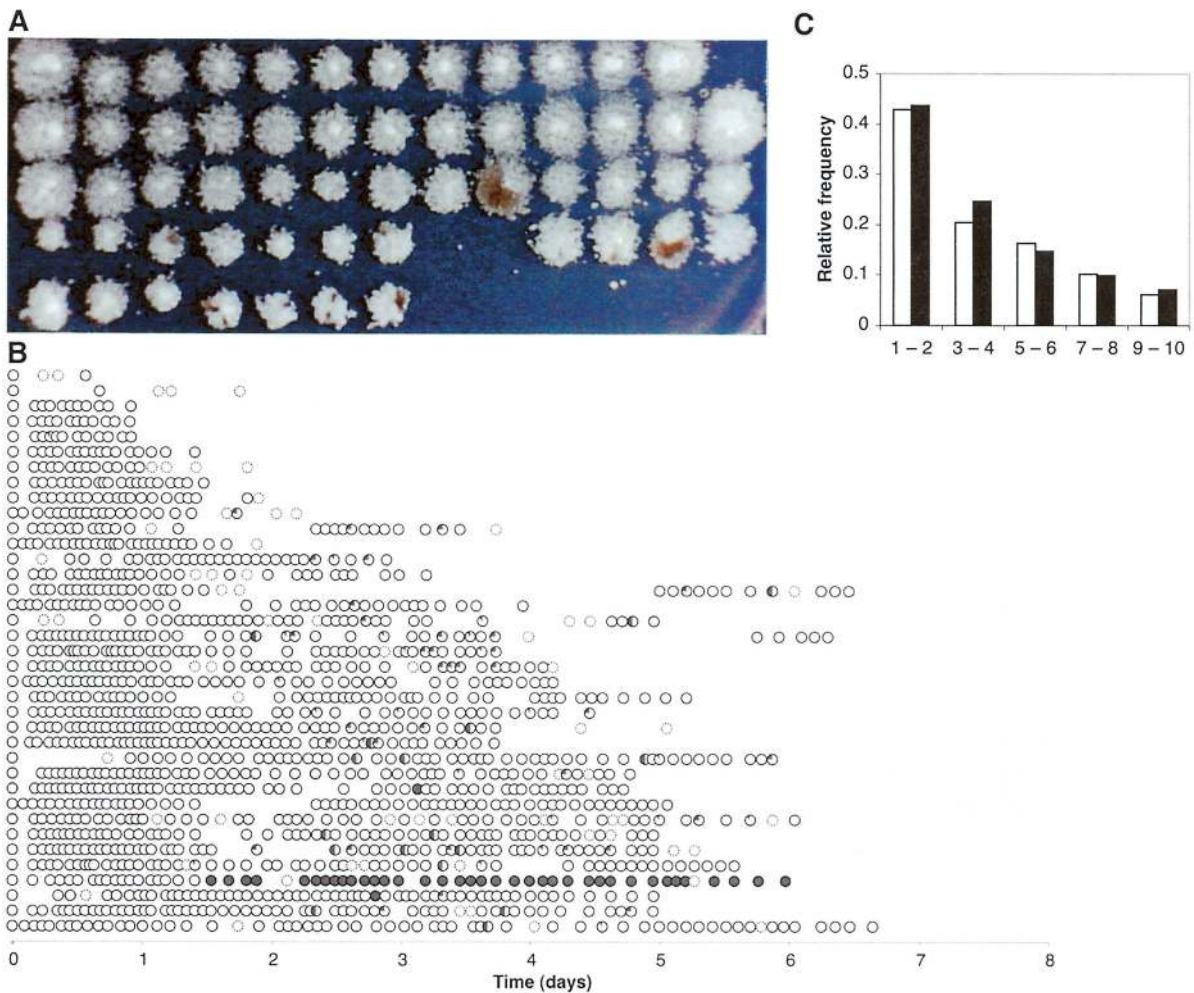 A
C
0.5
0.4
0.3
0.2
0.1
0
Relative frequency
1 – 2 3 – 4 5 – 6 7 – 8 9 – 10
B
0 1 2 3 4 5 6 7 8
Time (days)